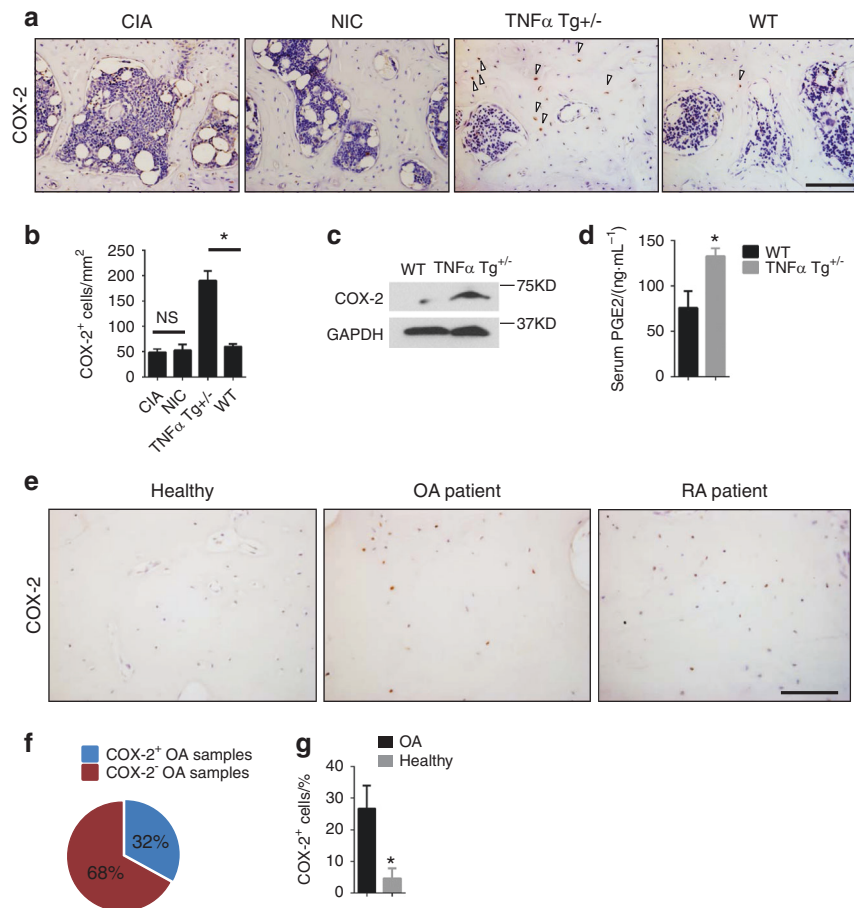 a
CIA
NIC
TNFα Tg+/-
WT
COX-2
b
COX-2⁺ cells/mm²
250
200
150
100
50
0
NS
*
CIA
NIC
TNFα Tg+/-
WT
c
WT
TNFα Tg⁺/⁻
COX-2
GAPDH
75KD
37KD
d
Serum PGE2/(ng·mL⁻¹)
150
100
50
0
*
WT
TNFα Tg⁺/⁻
e
Healthy
OA patient
RA patient
COX-2
f
COX-2⁺ OA samples
COX-2⁻ OA samples
32%
68%
g
OA
Healthy
COX-2⁺ cells/%
40
30
20
10
0
*